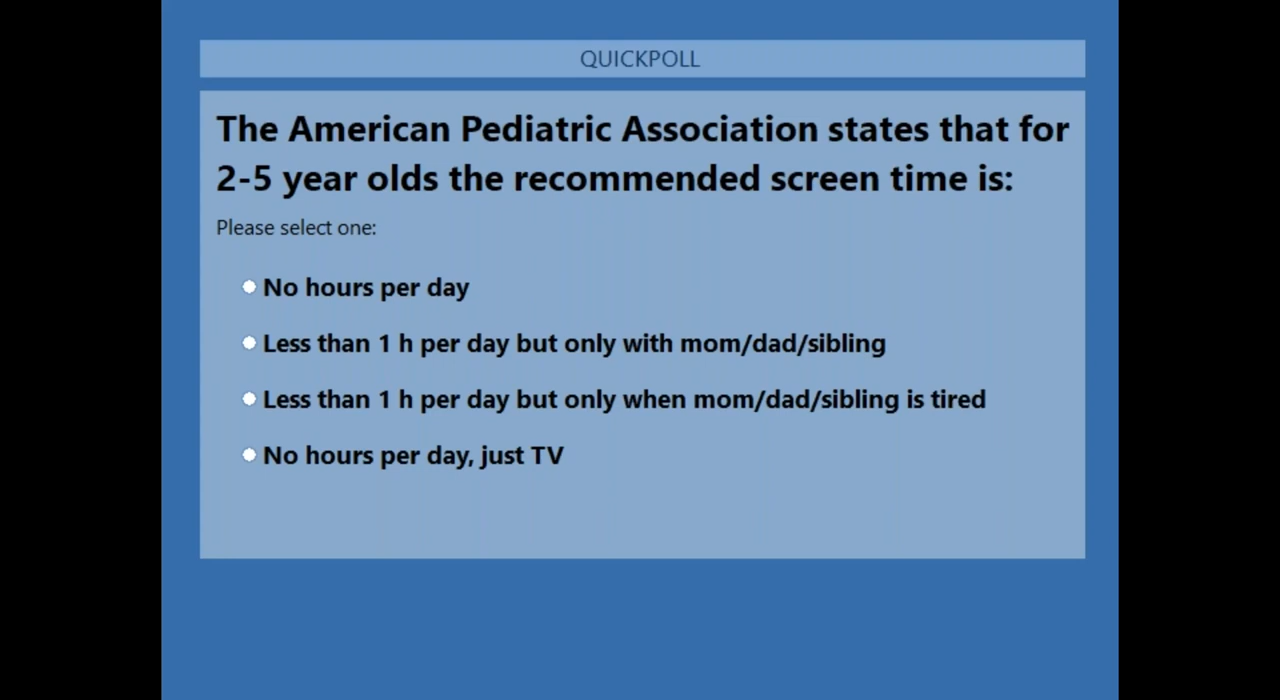 QUICKPOLL
The American Pediatric Association states that for
2-5 year olds the recommended screen time is:
Please select one:
No hours per day
Less than 1 h per day but only with mom/dad/sibling
Less than 1 h per day but only when mom/dad/sibling is tired
No hours per day, just TV